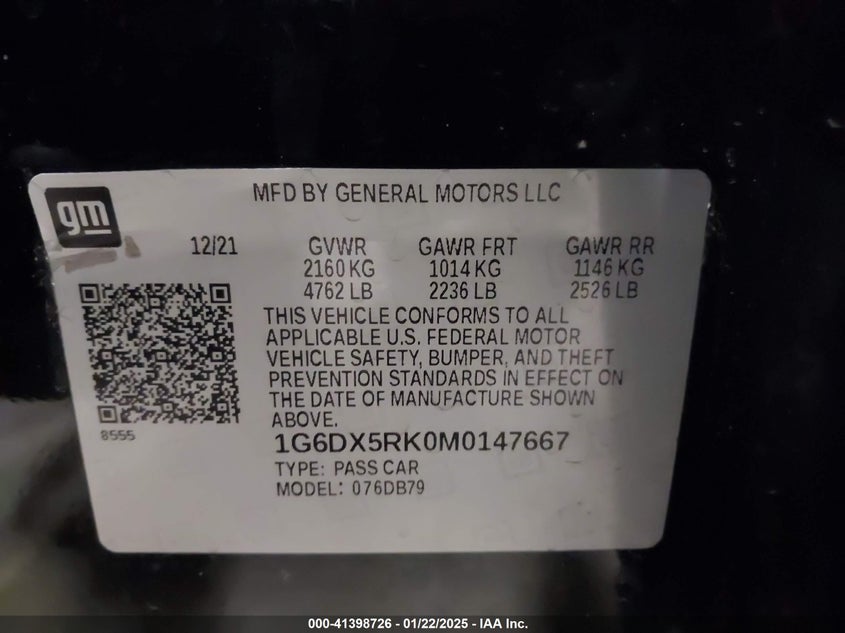 gm
MFD BY GENERAL MOTORS LLC
12/21 GVWR GAWR FRT GAWR RR
2160 KG 1014 KG 1146 KG
4762 LB 2236 LB 2526 LB
THIS VEHICLE CONFORMS TO ALL
APPLICABLE U.S. FEDERAL MOTOR
VEHICLE SAFETY, BUMPER, AND THEFT
PREVENTION STANDARDS IN EFFECT ON
THE DATE OF MANUFACTURE SHOWN
ABOVE.
8555
1G6DX5RK0M0147667
TYPE: PASS CAR
MODEL: 076DB79
000-41398726 - 01/22/2025 - IAA Inc.